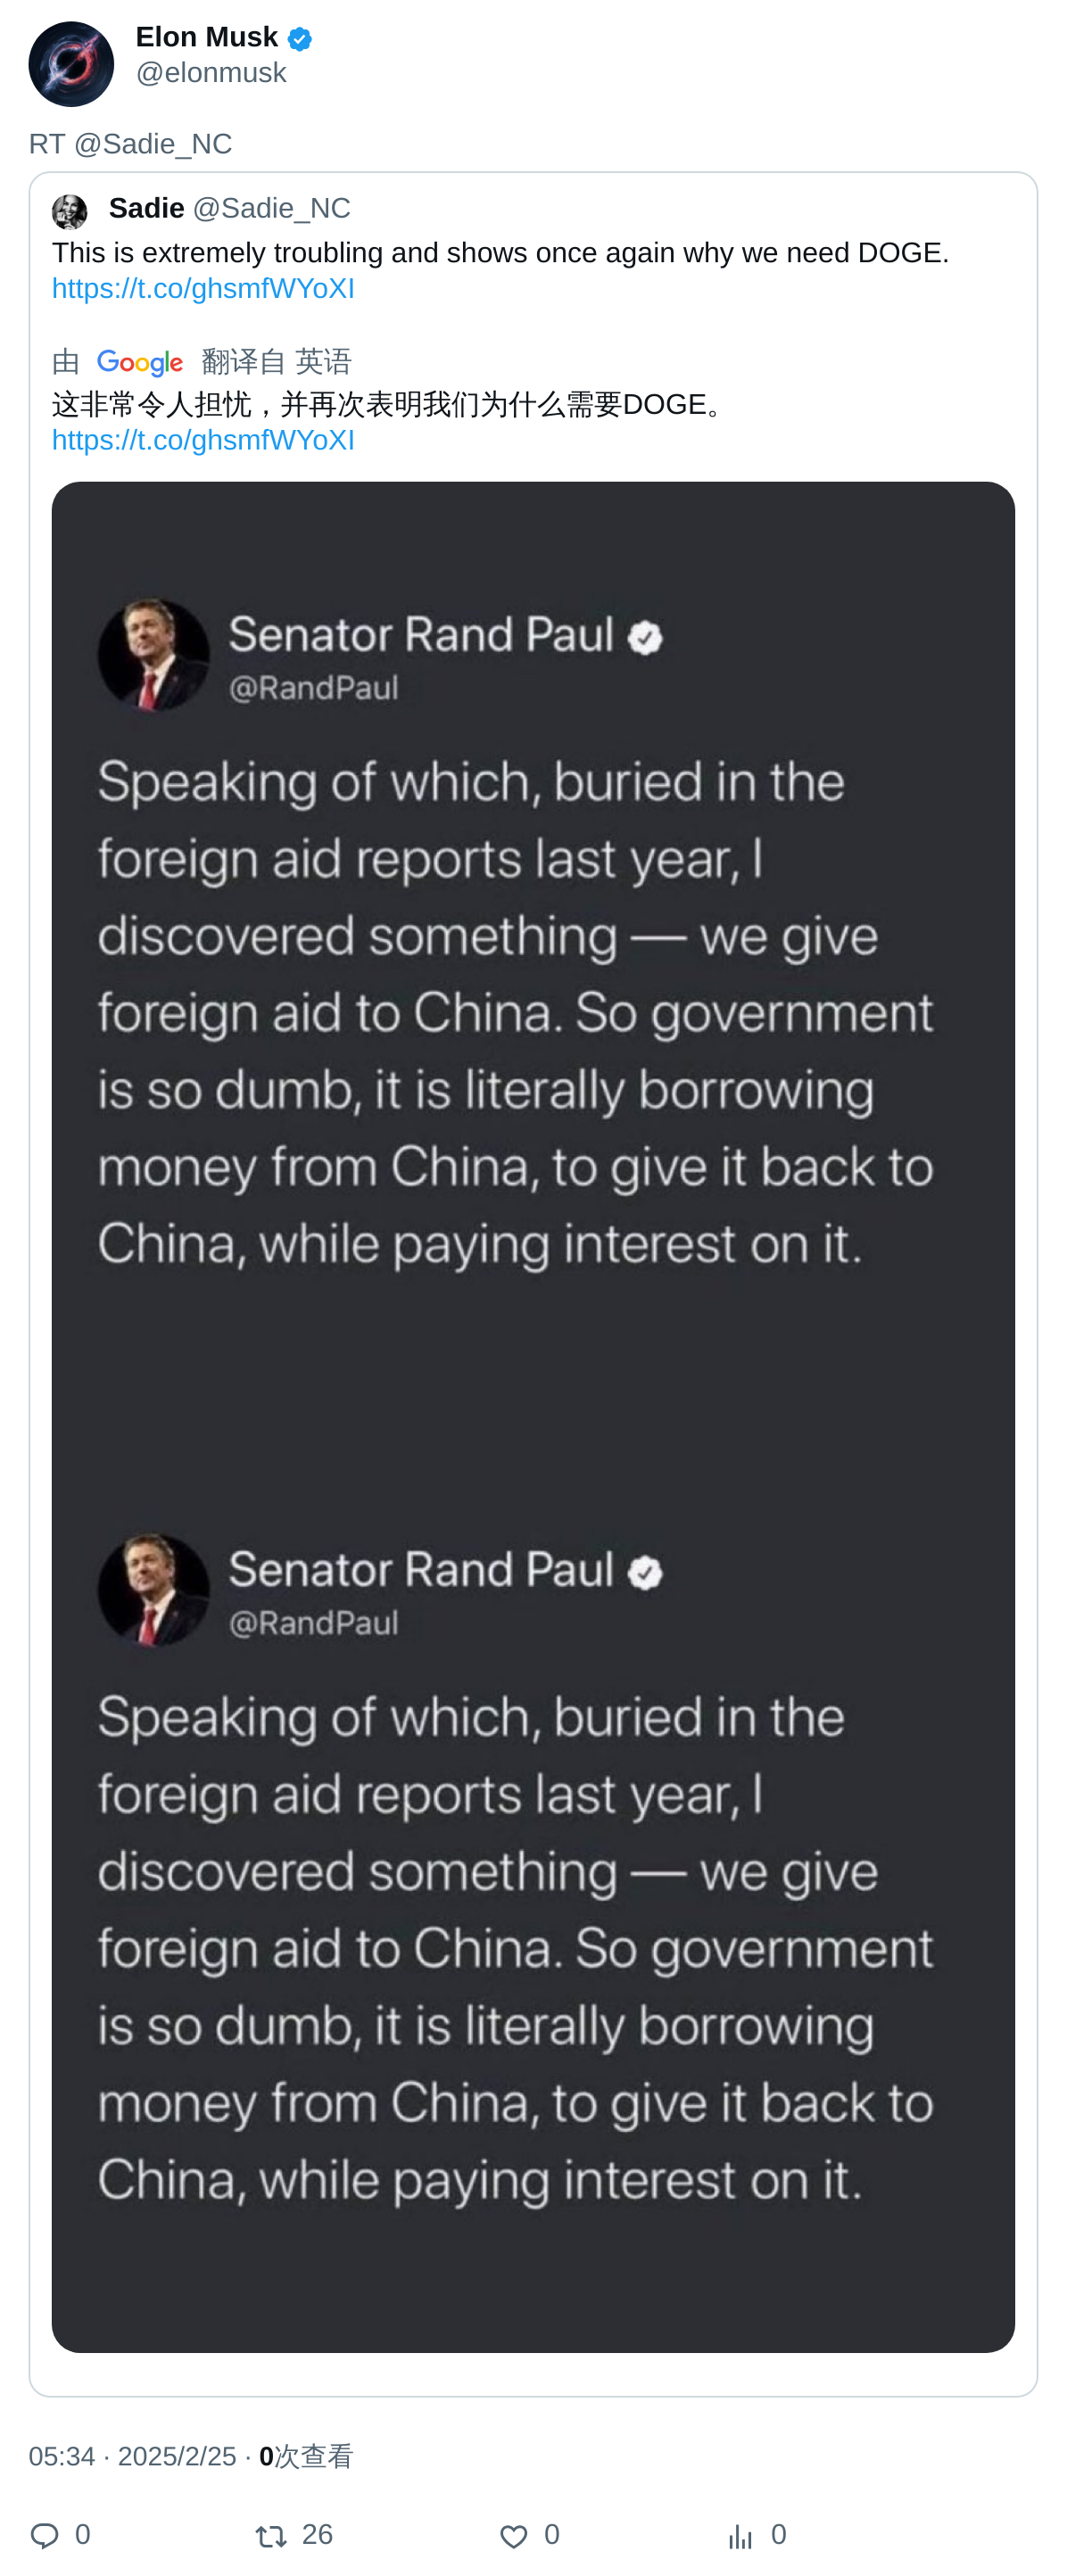 Elon Musk
@elonmusk
RT @Sadie_NC
Sadie @Sadie_NC
This is extremely troubling and shows once again why we need DOGE.
https://t.co/ghsmfWYoXI
由 Google 翻译自 英语
这非常令人担忧，并再次表明我们为什么需要DOGE。
https://t.co/ghsmfWYoXI
Senator Rand Paul
@RandPaul
Speaking of which, buried in the
foreign aid reports last year, I
discovered something — we give
foreign aid to China. So government
is so dumb, it is literally borrowing
money from China, to give it back to
China, while paying interest on it.
Senator Rand Paul
@RandPaul
Speaking of which, buried in the
foreign aid reports last year, I
discovered something — we give
foreign aid to China. So government
is so dumb, it is literally borrowing
money from China, to give it back to
China, while paying interest on it.
05:34 · 2025/2/25 · 0次查看
0 26 0 0